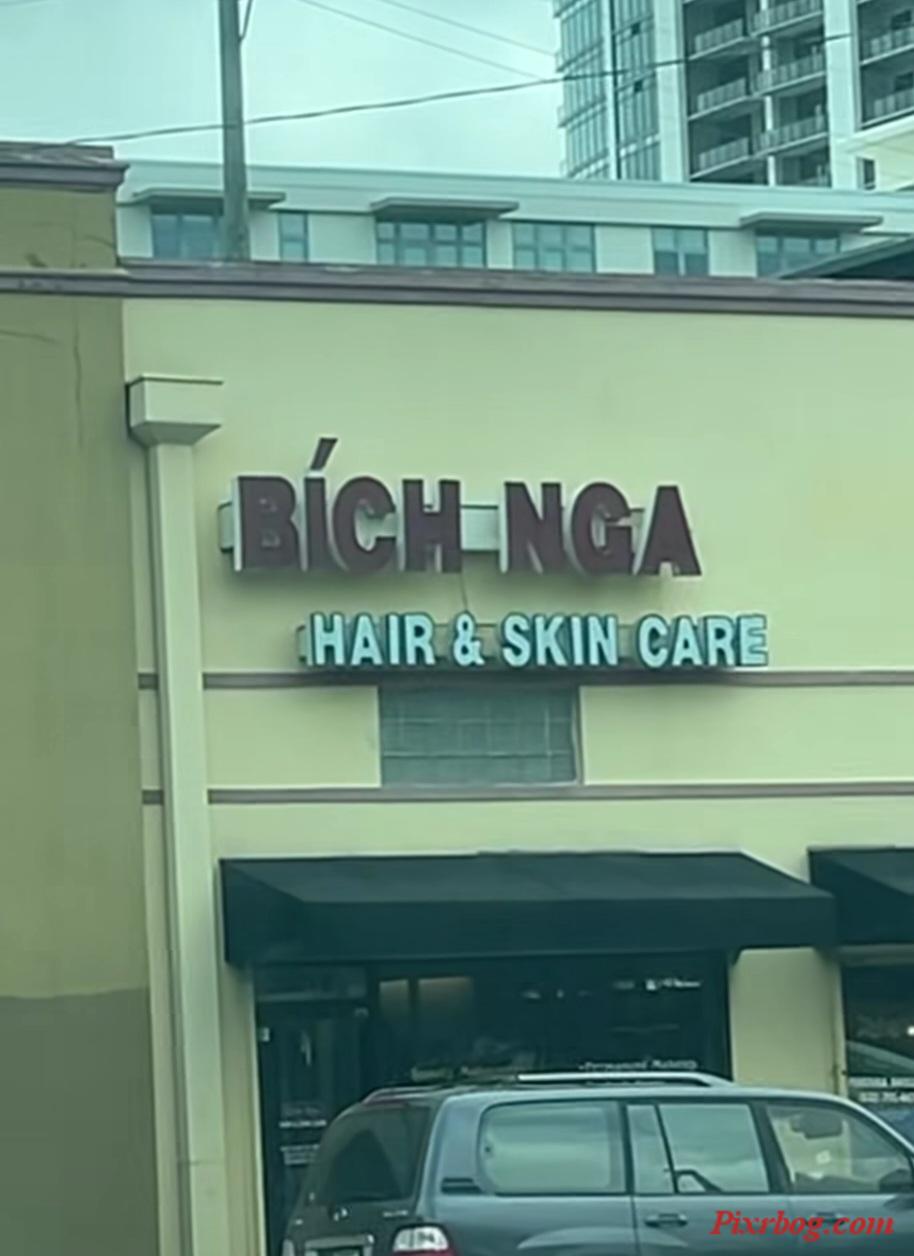 BÍCH NGA
HAIR & SKIN CARE
Pixrbog.com